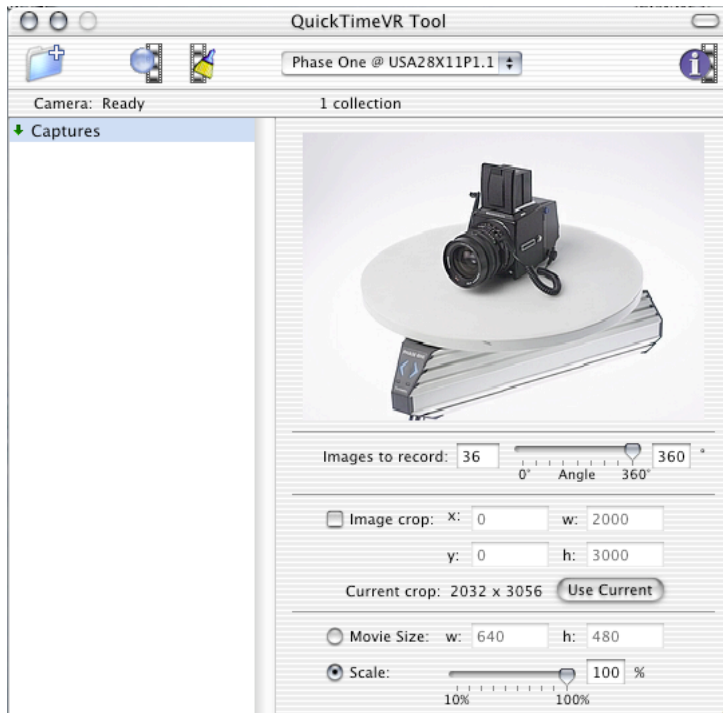 QuickTimeVR Tool
Phase One @ USA28X11P1.1
Camera: Ready
1 collection
Captures
Images to record: 36 360 °
0° Angle 360°
Image crop: x: 0 w: 2000
y: 0 h: 3000
Current crop: 2032 x 3056 Use Current
Movie Size: w: 640 h: 480
Scale: 100 %
10% 100%